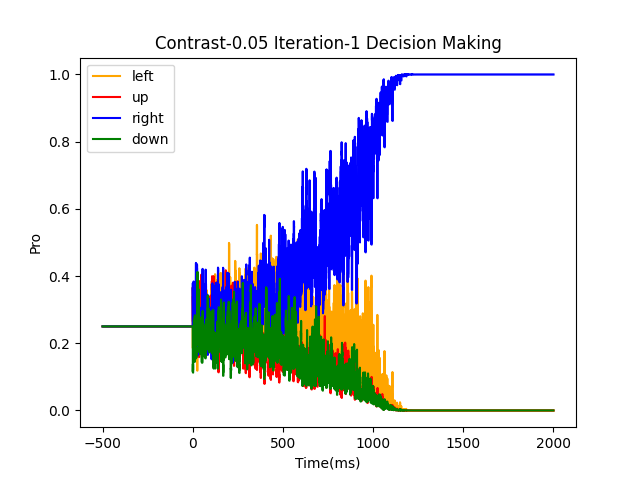 Contrast-0.05 Iteration-1 Decision Making
left
up
right
down
Pro
1.0
0.8
0.6
0.4
0.2
0.0
−500
0
500
1000
1500
2000
Time(ms)